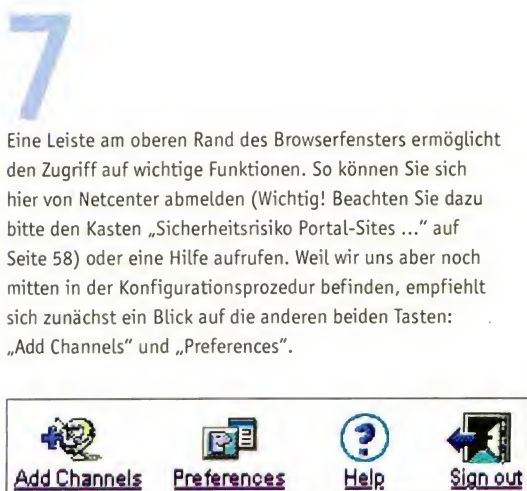 7
Eine Leiste am oberen Rand des Browserfensters ermöglicht
den Zugriff auf wichtige Funktionen. So können Sie sich
hier von Netcenter abmelden (Wichtig! Beachten Sie dazu
bitte den Kasten „Sicherheitsrisiko Portal-Sites ...“ auf
Seite 58) oder eine Hilfe aufrufen. Weil wir uns aber noch
mitten in der Konfigurationsprozedur befinden, empfiehlt
sich zunächst ein Blick auf die anderen beiden Tasten:
„Add Channels“ und „Preferences“.
Add Channels Preferences Help Sign out